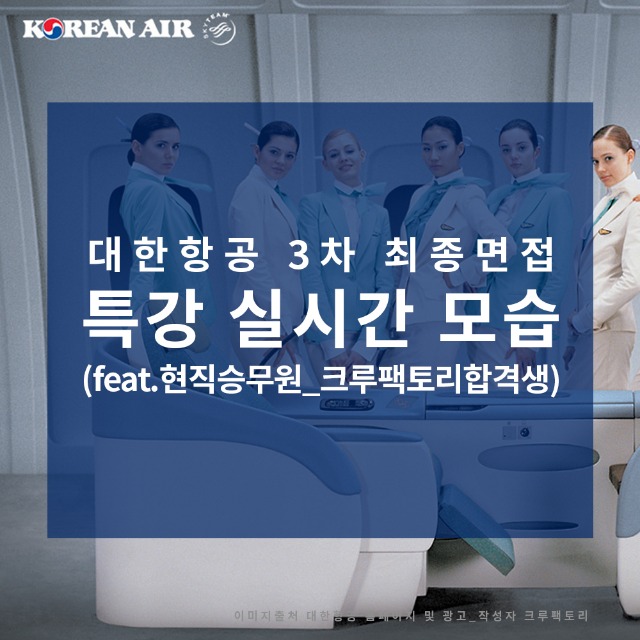 KOREAN AIR
SKYTEAM
대한항공 3차 최종면접
특강 실시간 모습
(feat.현직승무원_크루팩토리합격생)
이미지출처 대한항공 홈페이지 및 광고_작성자 크루팩토리